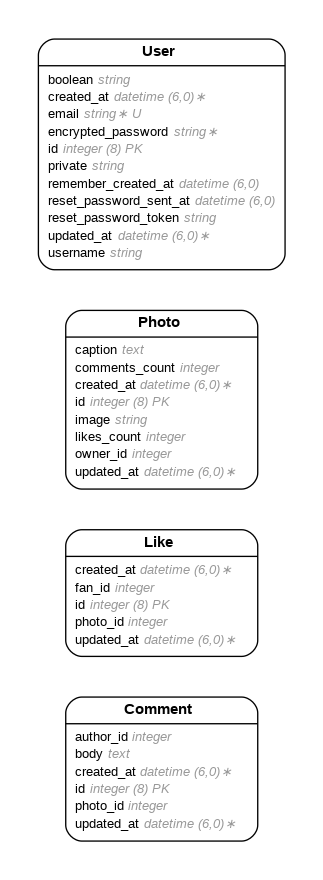 User
boolean string
created_at datetime (6,0)∗
email string∗ U
encrypted_password string∗
id integer (8) PK
private string
remember_created_at datetime (6,0)
reset_password_sent_at datetime (6,0)
reset_password_token string
updated_at datetime (6,0)∗
username string
Photo
caption text
comments_count integer
created_at datetime (6,0)∗
id integer (8) PK
image string
likes_count integer
owner_id integer
updated_at datetime (6,0)∗
Like
created_at datetime (6,0)∗
fan_id integer
id integer (8) PK
photo_id integer
updated_at datetime (6,0)∗
Comment
author_id integer
body text
created_at datetime (6,0)∗
id integer (8) PK
photo_id integer
updated_at datetime (6,0)∗